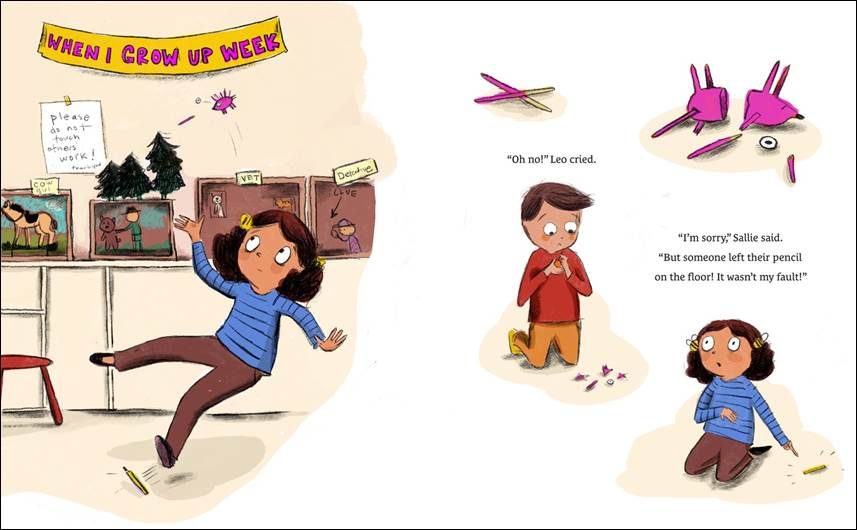 WHEN I GROW UP WEEK
please
do not
touch
others
work!
COW
girl
VET
Detective
CLUE
"Oh no!" Leo cried.
"I'm sorry," Sallie said.
"But someone left their pencil
on the floor! It wasn't my fault!"